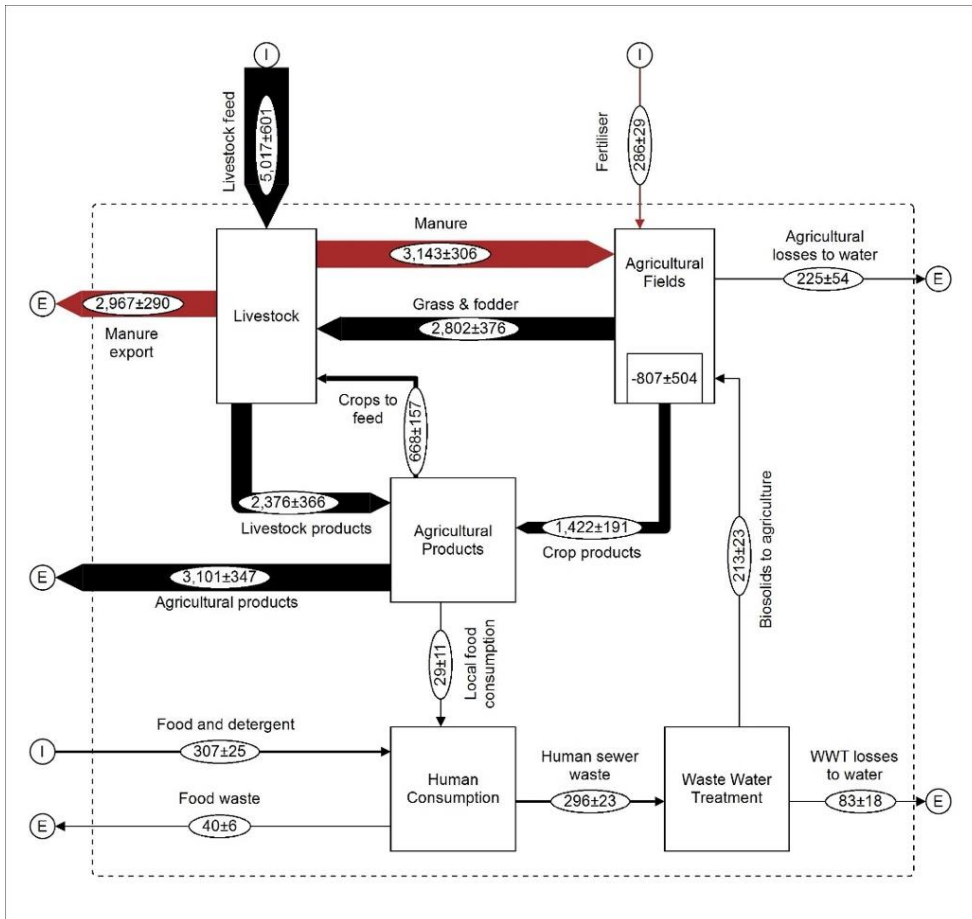 I
I
Livestock feed
5,017±601
Fertiliser
286±29
Manure
3,143±306
Agricultural
losses to water
225±54
E
Agricultural
Fields
-807±504
E
2,967±290
Manure
export
Livestock
Grass & fodder
2,802±376
Crops to
feed
668±157
2,376±366
Livestock products
Agricultural
Products
1,422±191
Crop products
213±23
Biosolids to agriculture
E
3,101±347
Agricultural products
29±11
Local food
consumption
I
Food and detergent
307±25
Human
Consumption
Human sewer
waste
296±23
Waste Water
Treatment
WWT losses
to water
83±18
E
E
Food waste
40±6